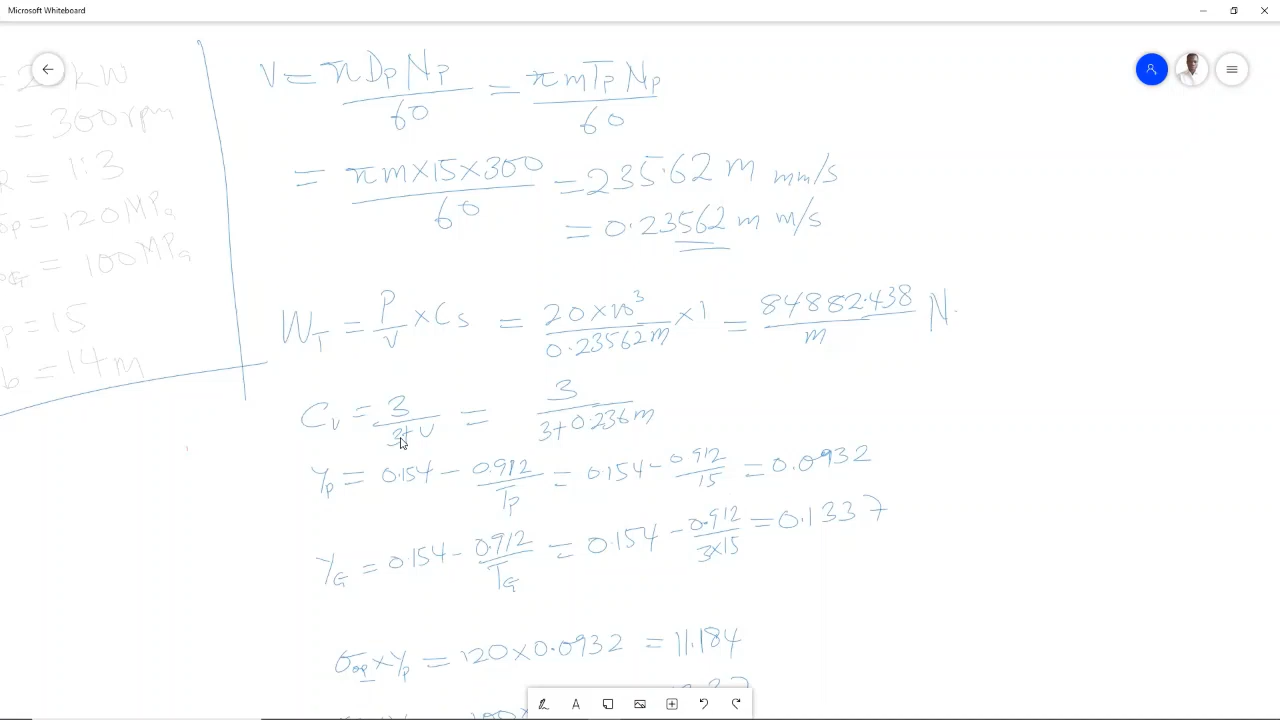 Microsoft Whiteboard
= 300 rpm
= 1:3
= 120 MPa
= 100 MPa
= 15
b = 14m
V = πDpNp/60 = πmTpNp/60
= πm×15×300/60 = 235.62 m mm/s
= 0.23562 m m/s
W_T = P/v × Cs = 20×10³/0.23562m × 1 = 84882.438/m N.
Cv = 3/3+v = 3/3+0.236m
yp = 0.154 - 0.912/Tp = 0.154 - 0.912/15 = 0.0932
yG = 0.154 - 0.912/TG = 0.154 - 0.912/3×15 = 0.1337
σop × yp = 120×0.0932 = 11.184